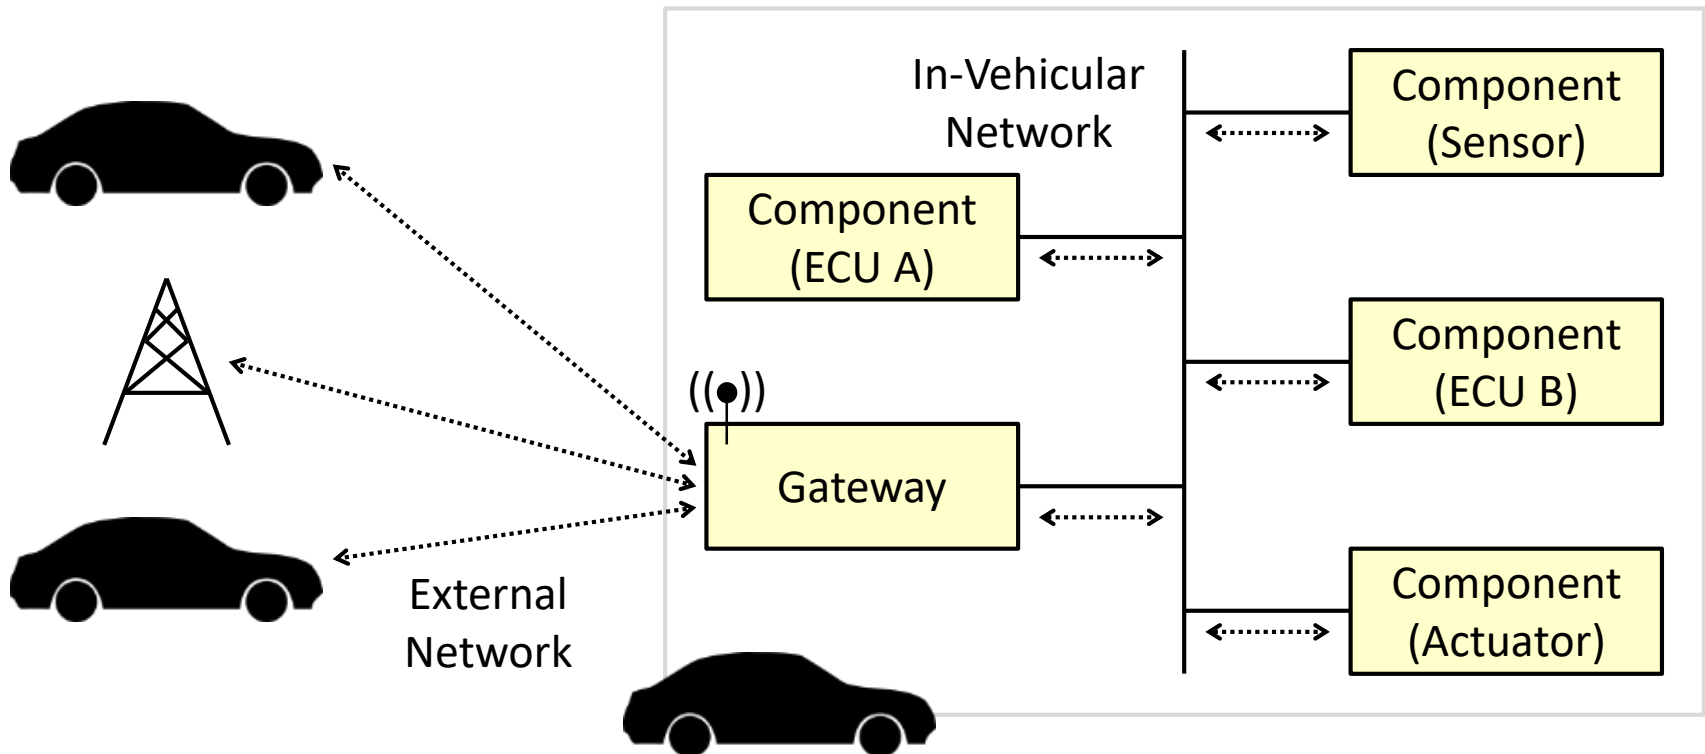 In-Vehicular
Network
Component
(Sensor)
Component
(ECU A)
Component
(ECU B)
((●))
Gateway
Component
(Actuator)
External
Network